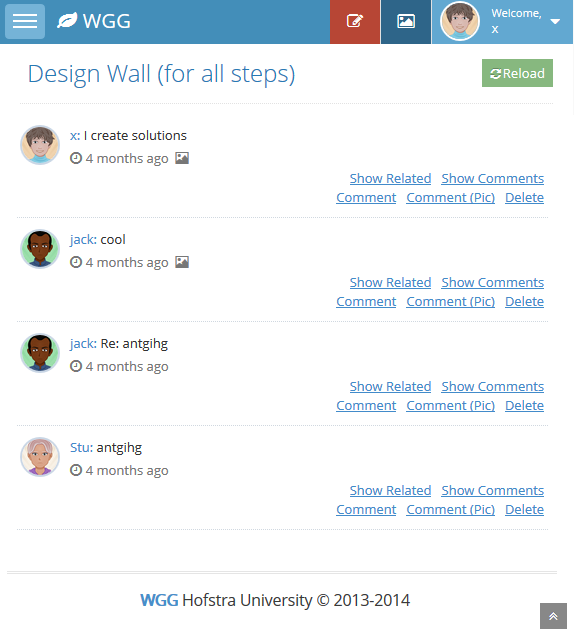 WGG
Welcome,
x
Design Wall (for all steps)
Reload
x: I create solutions
4 months ago
Show Related Show Comments
Comment Comment (Pic) Delete
jack: cool
4 months ago
Show Related Show Comments
Comment Comment (Pic) Delete
jack: Re: antgihg
4 months ago
Show Related Show Comments
Comment Comment (Pic) Delete
Stu: antgihg
4 months ago
Show Related Show Comments
Comment Comment (Pic) Delete
WGG Hofstra University © 2013-2014